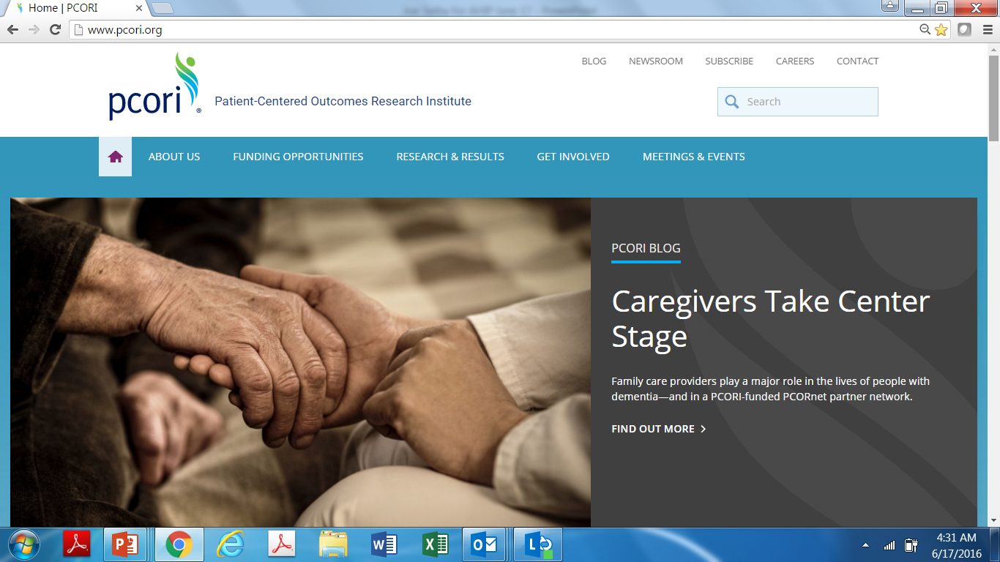 Home | PCORI
www.pcori.org
BLOG NEWSROOM SUBSCRIBE CAREERS CONTACT
pcori®
Patient-Centered Outcomes Research Institute
Search
ABOUT US FUNDING OPPORTUNITIES RESEARCH & RESULTS GET INVOLVED MEETINGS & EVENTS
PCORI BLOG
Caregivers Take Center
Stage
Family care providers play a major role in the lives of people with
dementia—and in a PCORI-funded PCORnet partner network.
FIND OUT MORE
4:31 AM
6/17/2016